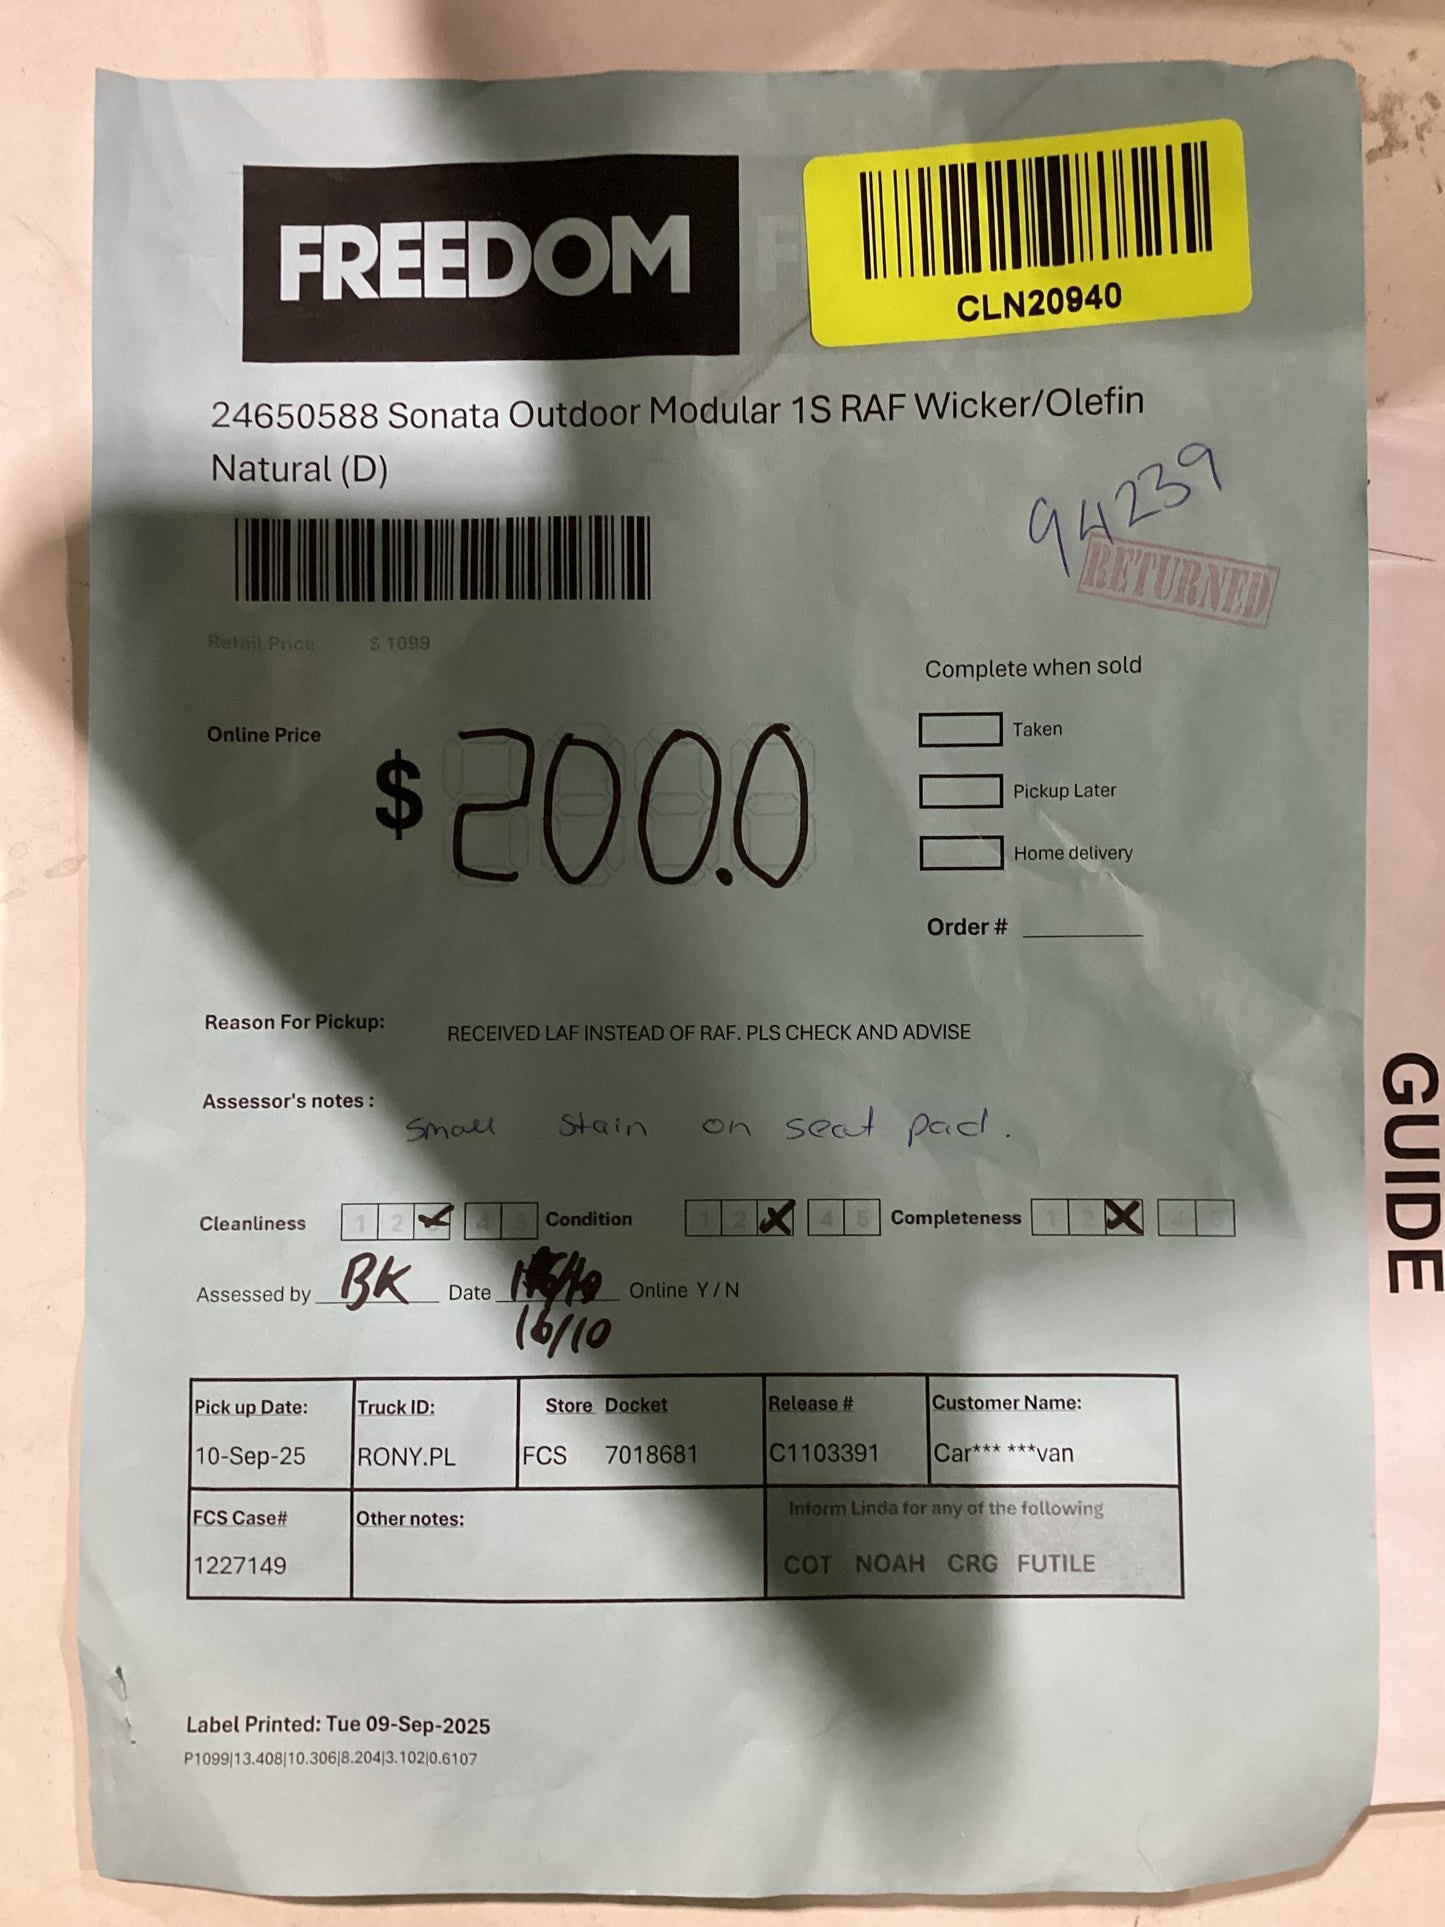 FREEDOM
CLN20940
24650588 Sonata Outdoor Modular 1S RAF Wicker/Olefin
Natural (D)
94239
RETURNED
Retail Price $ 1099
Complete when sold
Online Price
$ 200.0
Taken
Pickup Later
Home delivery
Order #
Reason For Pickup: RECEIVED LAF INSTEAD OF RAF. PLS CHECK AND ADVISE
Assessor's notes : Small stain on seat pad.
Cleanliness 1 2 4 5 Condition 1 2 4 5 Completeness 1 2 4 5
Assessed by BK Date Online Y / N
16/10
Pick up Date: Truck ID: Store Docket Release # Customer Name:
10-Sep-25 RONY.PL FCS 7018681 C1103391 Car*** ***van
FCS Case# Other notes: Inform Linda for any of the following
1227149 COT NOAH CRG FUTILE
Label Printed: Tue 09-Sep-2025
P1099|13.408|10.306|8.204|3.102|0.6107
GUIDE